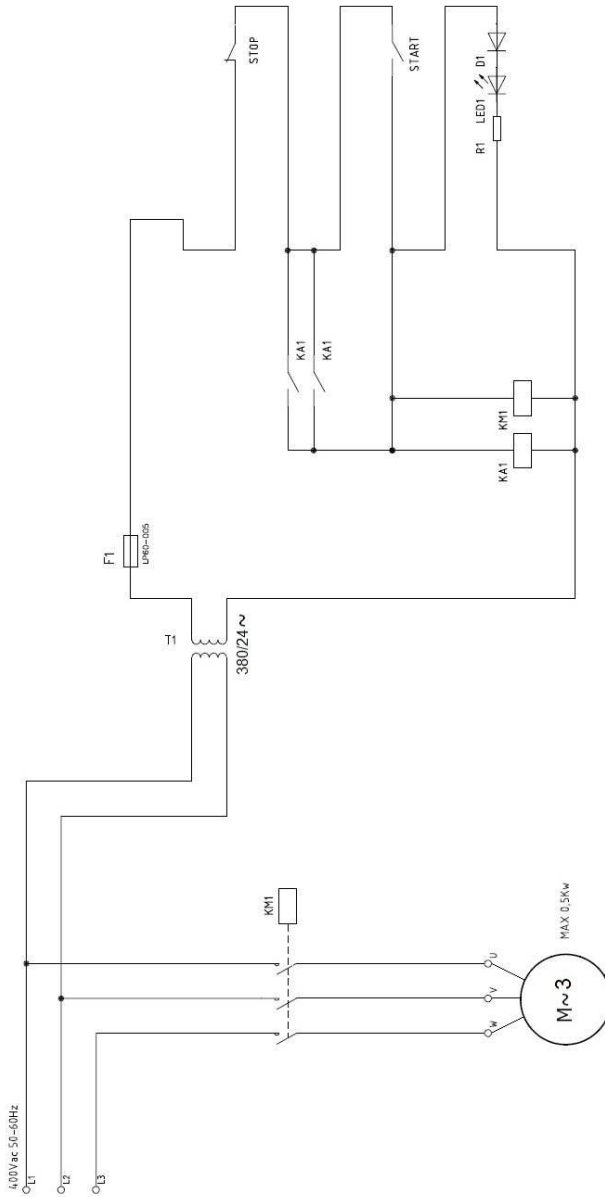 400Vac 50-60Hz
L1
L2
L3
KM1
U
V
W
M~3
MAX 0,5Kw
T1
380/24~
F1
LP160-005
KA1
KM1
KA1
KA1
STOP
START
R1
LED1
D1